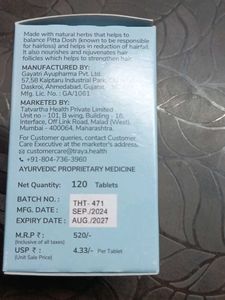 Made with natural herbs that helps to
balance Pitta Dosh (known to be responsible
for hairloss) and helps in reduction of hairfall.
It also nourishes and rejuvenates hair
follicles which helps to strengthen hair.
MANUFACTURED BY:
Gayatri Ayupharma Pvt. Ltd.
57,58 Kalptaru Industrial Park,
Daskroi, Ahmedabad, Gujarat
Mfg. Lic. No. : GA/1061
MARKETED BY:
Tatvartha Health Private Limited
Unit no - 101, B wing, Building - 16,
Interface, Off Link Road, Malad (West),
Mumbai - 400064, Maharashtra.
For Customer queries, contact Customer
Care Executive at the marketer's address.
customercare@traya.health
+91-804-736-3960
AYURVEDIC PROPRIETARY MEDICINE
Net Quantity: 120 Tablets
BATCH NO. : THT- 471
MFG. DATE : SEP./2024
EXP. DATE : AUG./2027
M.R.P ₹ : 520/-
(Inclusive of all taxes)
USP ₹ : 4.33/- Per Tablet
(Unit Sale Price)